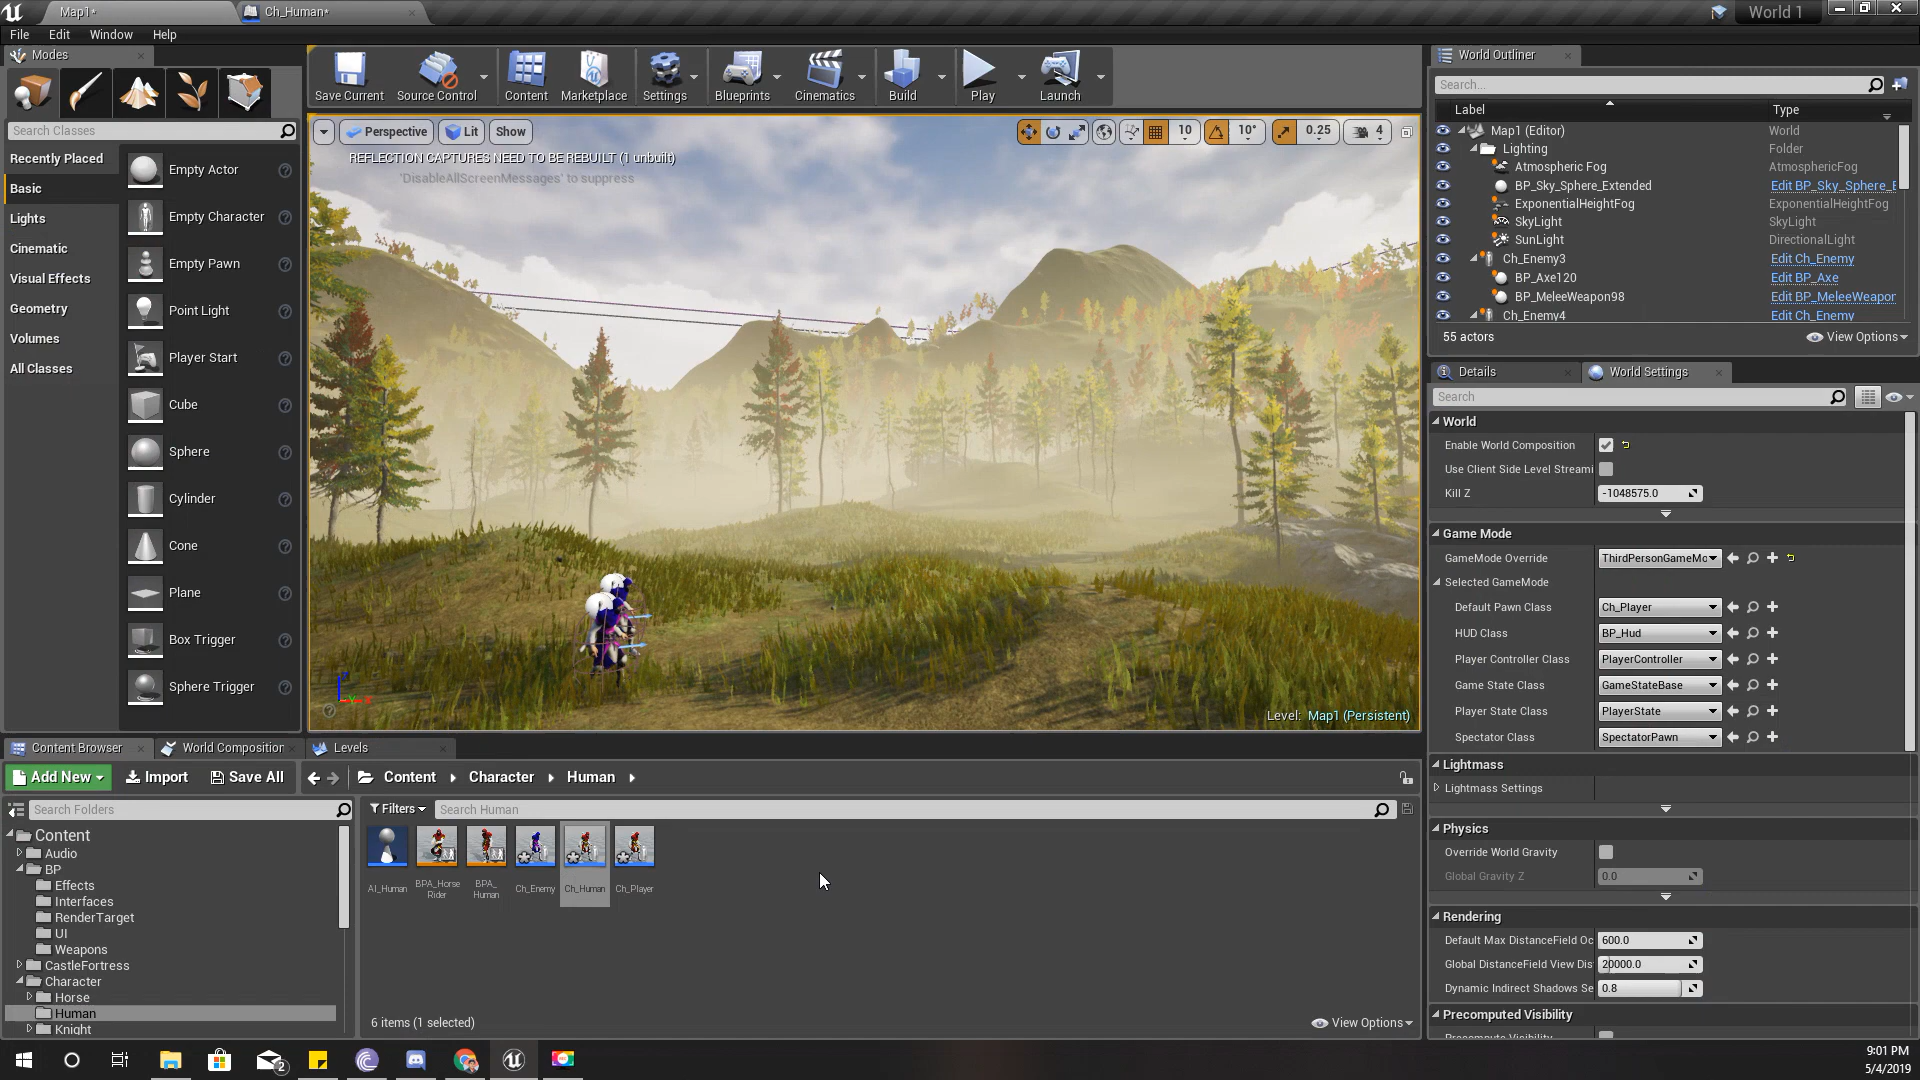 Map1*
Ch_Human*
World 1
File Edit Window Help
Modes
Save Current
Source Control
Content
Marketplace
Settings
Blueprints
Cinematics
Build
Play
Launch
Search Classes
Recently Placed
Basic
Lights
Cinematic
Visual Effects
Geometry
Volumes
All Classes
Empty Actor
Empty Character
Empty Pawn
Point Light
Player Start
Cube
Sphere
Cylinder
Cone
Plane
Box Trigger
Sphere Trigger
Perspective
Lit
Show
10
10°
0.25
4
REFLECTION CAPTURES NEED TO BE REBUILT (1 unbuilt)
'DisableAllScreenMessages' to suppress
Level: Map1 (Persistent)
World Outliner
Search...
Label Type
Map1 (Editor) World
Lighting Folder
Atmospheric Fog AtmosphericFog
BP_Sky_Sphere_Extended Edit BP_Sky_Sphere_E
ExponentialHeightFog ExponentialHeightFog
SkyLight SkyLight
SunLight DirectionalLight
Ch_Enemy3 Edit Ch_Enemy
BP_Axe120 Edit BP_Axe
BP_MeleeWeapon98 Edit BP_MeleeWeapon
Ch_Enemy4 Edit Ch_Enemy
55 actors
View Options
Details
World Settings
Search
World
Enable World Composition
Use Client Side Level Streami
Kill Z -1048575.0
Game Mode
GameMode Override ThirdPersonGameMo
Selected GameMode
Default Pawn Class Ch_Player
HUD Class BP_Hud
Player Controller Class PlayerController
Game State Class GameStateBase
Player State Class PlayerState
Spectator Class SpectatorPawn
Lightmass
Lightmass Settings
Physics
Override World Gravity
Global Gravity Z 0.0
Rendering
Default Max DistanceField Oc 600.0
Global DistanceField View Dis 20000.0
Dynamic Indirect Shadows Se 0.8
Precomputed Visibility
Precompute Visibility
Content Browser
World Composition
Levels
Add New
Import
Save All
Content Character Human
Search Folders
Filters
Search Human
Content
Audio
BP
Effects
Interfaces
RenderTarget
UI
Weapons
CastleFortress
Character
Horse
Human
Knight
AI_Human
BPA_Horse
Rider
BPA_
Human
Ch_Enemy
Ch_Human
Ch_Player
6 items (1 selected)
View Options
2
9:01 PM
5/4/2019